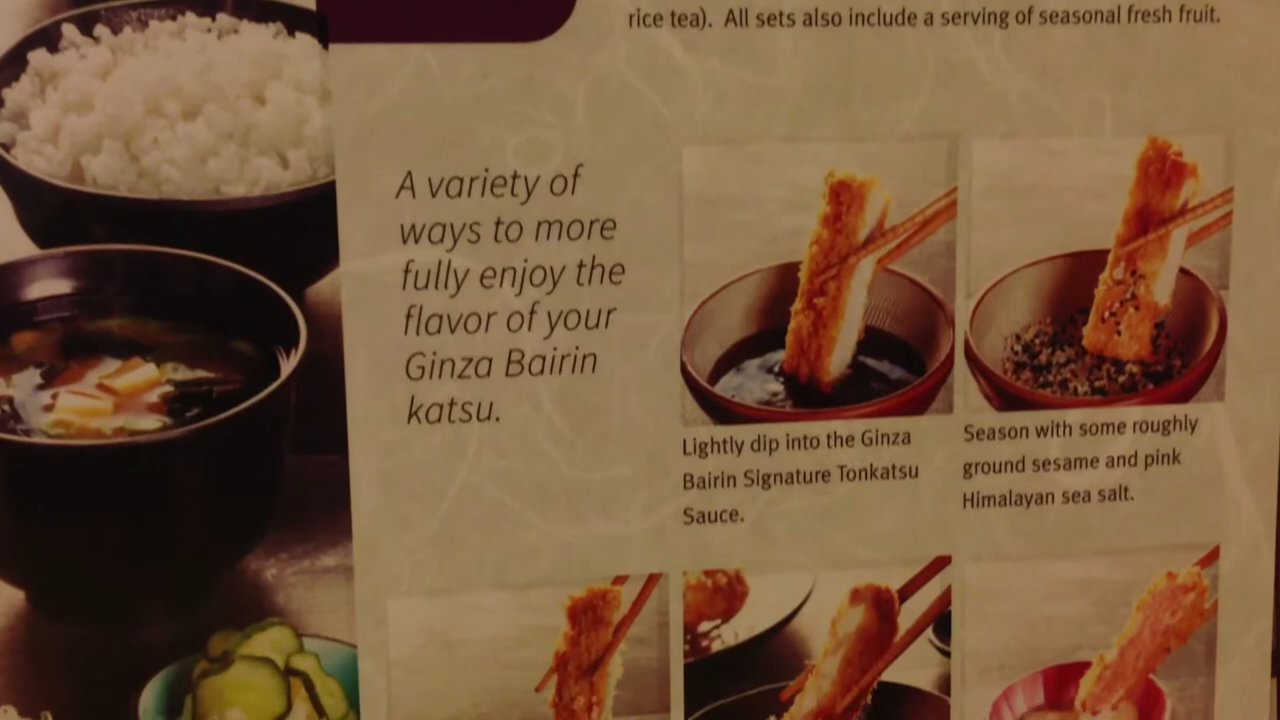 rice tea). All sets also include a serving of seasonal fresh fruit.
A variety of
ways to more
fully enjoy the
flavor of your
Ginza Bairin
katsu.
Lightly dip into the Ginza
Bairin Signature Tonkatsu
Sauce.
Season with some roughly
ground sesame and pink
Himalayan sea salt.